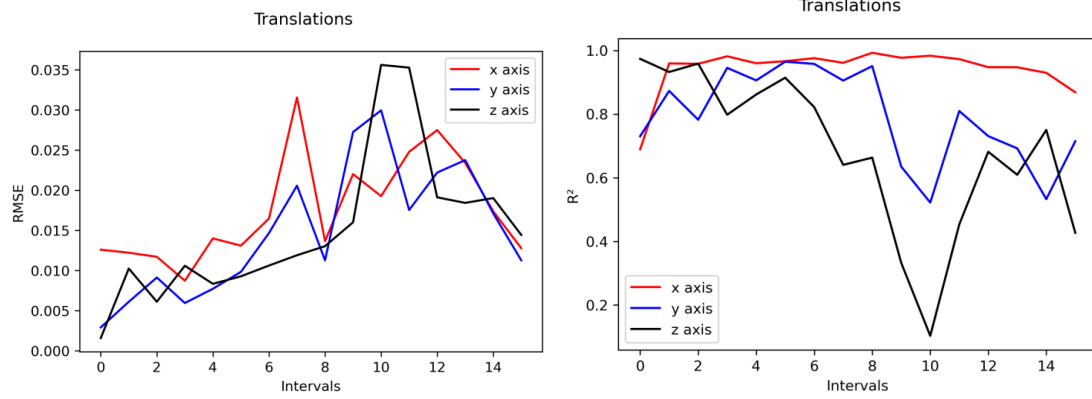 Translations
RMSE
0.035
0.030
0.025
0.020
0.015
0.010
0.005
0.000
x axis
y axis
z axis
0 2 4 6 8 10 12 14
Intervals
Translations
R²
1.0
0.8
0.6
0.4
0.2
x axis
y axis
z axis
0 2 4 6 8 10 12 14
Intervals